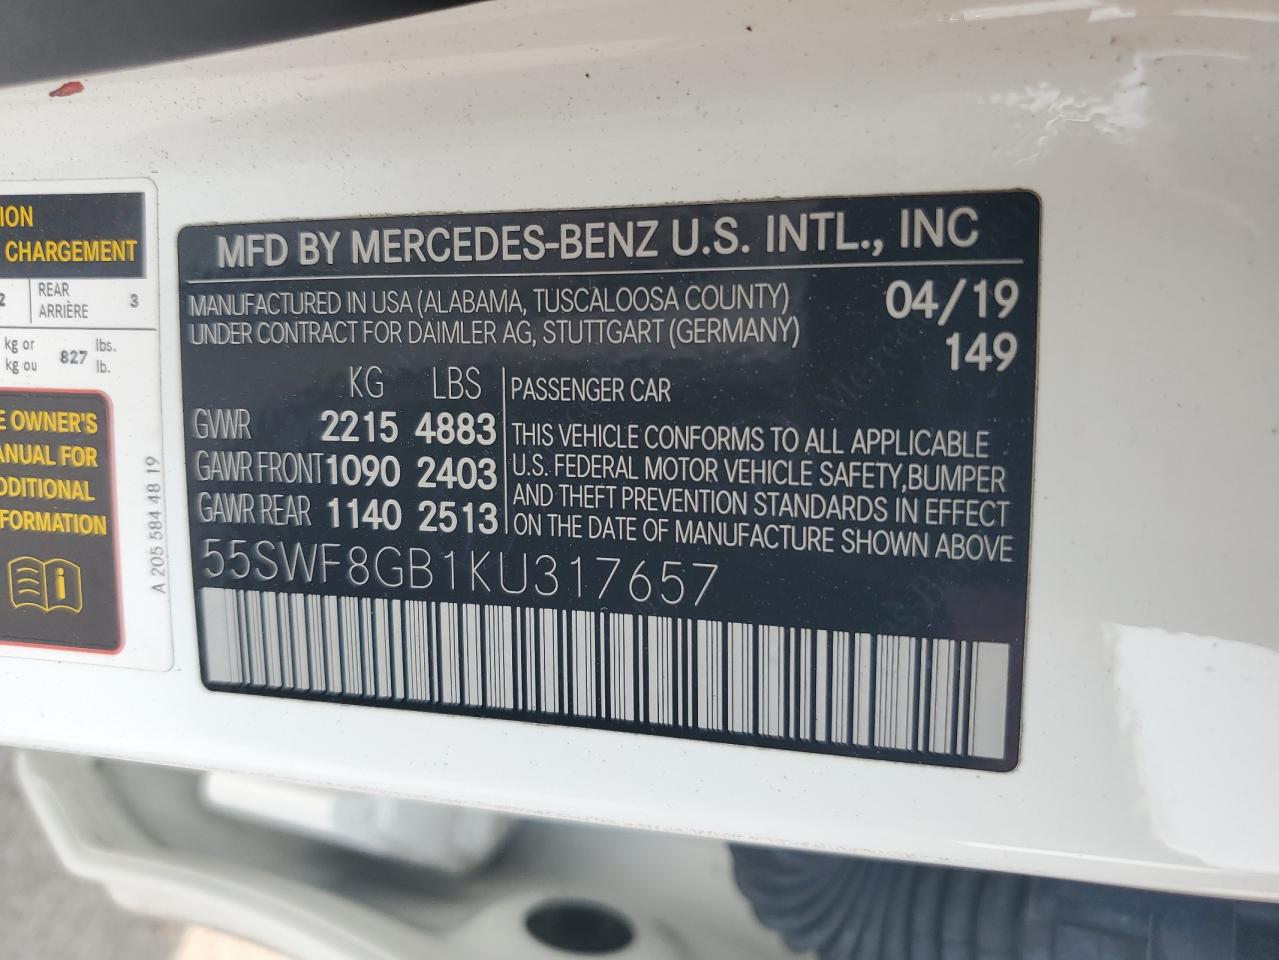 ION
CHARGEMENT
2 REAR ARRIÈRE 3
kg or 827 lbs.
kg ou lb.
E OWNER'S
ANUAL FOR
DDITIONAL
FORMATION
A 205 584 48 19
MFD BY MERCEDES-BENZ U.S. INTL., INC
MANUFACTURED IN USA (ALABAMA, TUSCALOOSA COUNTY) 04/19
UNDER CONTRACT FOR DAIMLER AG, STUTTGART (GERMANY) 149
KG LBS PASSENGER CAR
GVWR 2215 4883
GAWR FRONT 1090 2403
GAWR REAR 1140 2513
THIS VEHICLE CONFORMS TO ALL APPLICABLE
U.S. FEDERAL MOTOR VEHICLE SAFETY, BUMPER
AND THEFT PREVENTION STANDARDS IN EFFECT
ON THE DATE OF MANUFACTURE SHOWN ABOVE
55SWF8GB1KU317657